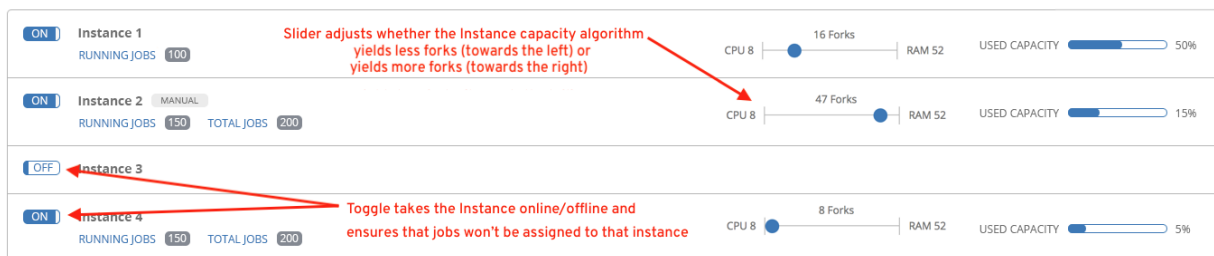 ON Instance 1 Slider adjusts whether the Instance capacity algorithm 16 Forks
yields less forks (towards the left) or CPU 8 RAM 52 USED CAPACITY 50%
RUNNING JOBS 100 yields more forks (towards the right)
ON Instance 2 MANUAL 47 Forks
CPU 8 RAM 52 USED CAPACITY 15%
RUNNING JOBS 150 TOTAL JOBS 200
OFF Instance 3
ON Instance 4 Toggle takes the Instance online/offline and 8 Forks
CPU 8 RAM 52 USED CAPACITY 5%
RUNNING JOBS 150 TOTAL JOBS 200 ensures that jobs won't be assigned to that instance